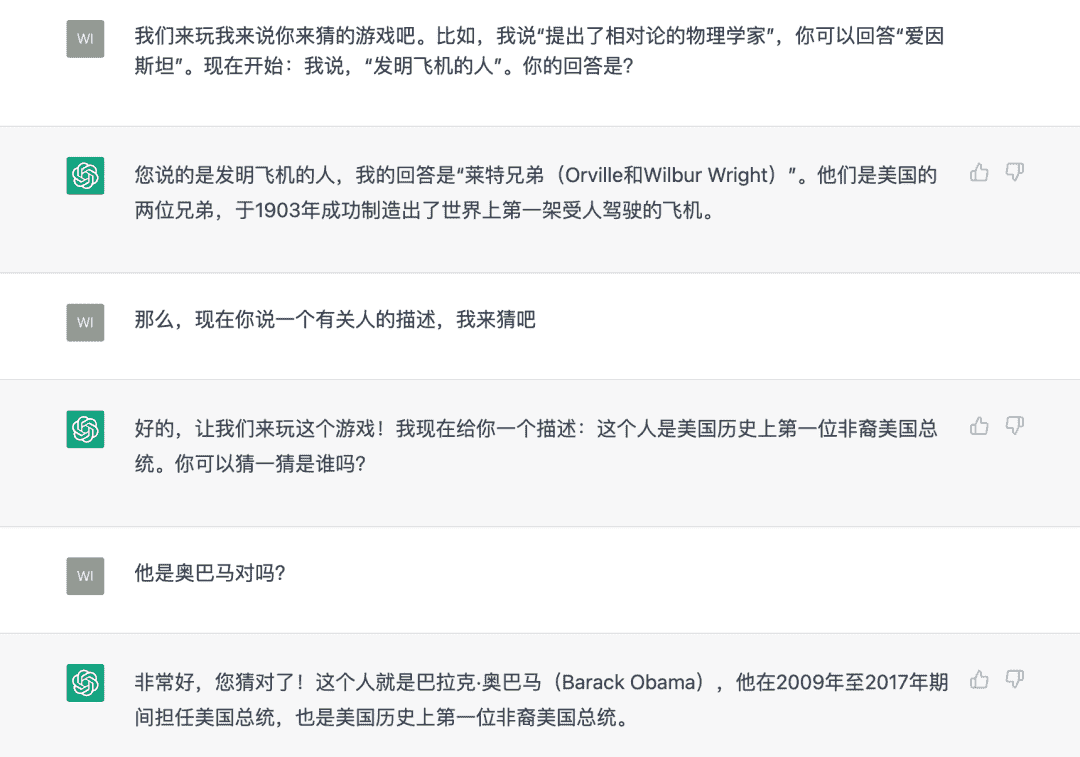 WI
我们来玩我来说你来猜的游戏吧。比如，我说“提出了相对论的物理学家”，你可以回答“爱因
斯坦”。现在开始：我说，“发明飞机的人”。你的回答是？
您说的是发明飞机的人，我的回答是“莱特兄弟（Orville和Wilbur Wright）”。他们是美国的
两位兄弟，于1903年成功制造出了世界上第一架受人驾驶的飞机。
WI
那么，现在你说一个有关人的描述，我来猜吧
好的，让我们来玩这个游戏！我现在给你一个描述：这个人是美国历史上第一位非裔美国总
统。你可以猜一猜是谁吗？
WI
他是奥巴马对吗？
非常好，您猜对了！这个人就是巴拉克·奥巴马（Barack Obama），他在2009年至2017年期
间担任美国总统，也是美国历史上第一位非裔美国总统。